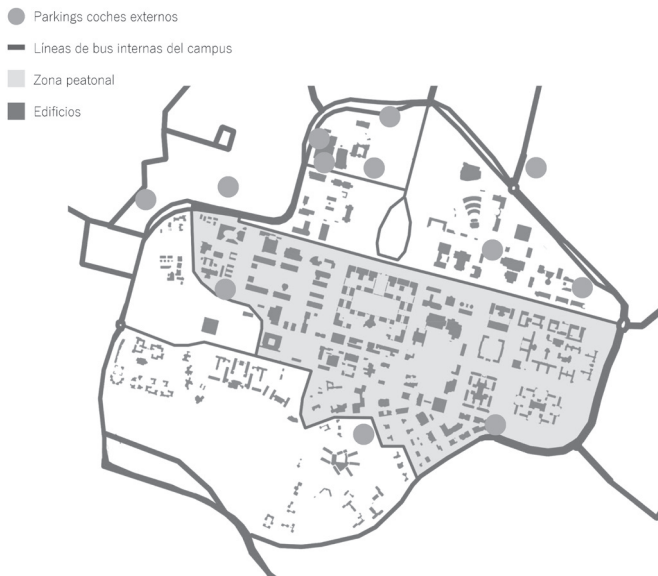 Parkings coches externos
Líneas de bus internas del campus
Zona peatonal
Edificios